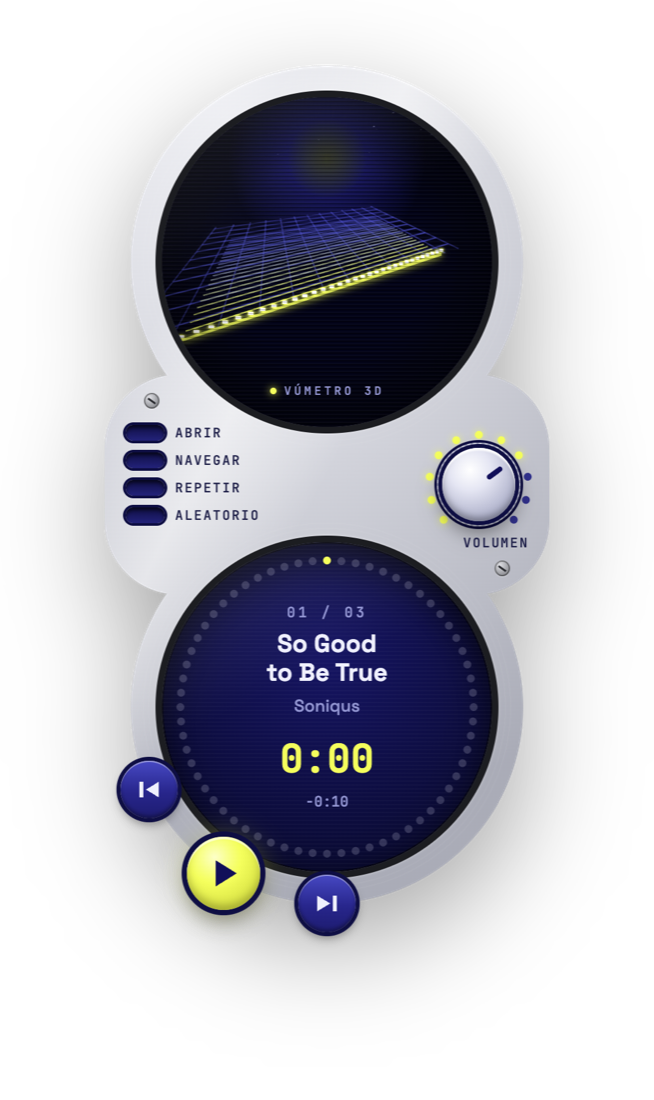 VÚMETRO 3D
ABRIR
NAVEGAR
REPETIR
ALEATORIO
VOLUMEN
01 / 03
So Good
to Be True
Soniqus
0:00
-0:10